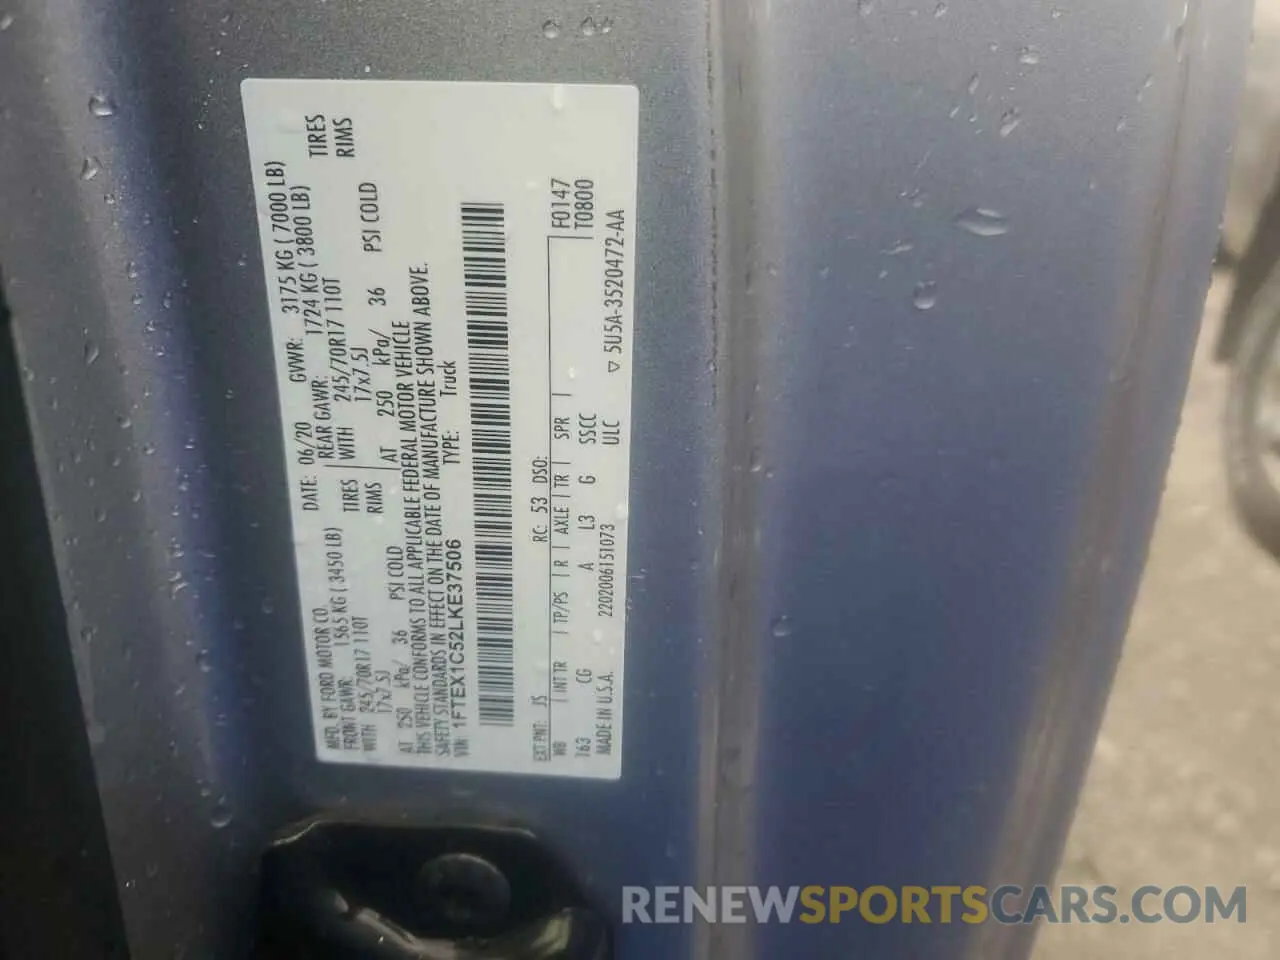 MFD. BY FORD MOTOR CO.
DATE: 06/20 GVWR: 3175 KG ( 7000 LB)
FRONT GAWR: 1565 KG ( 3450 LB) REAR GAWR: 1724 KG ( 3800 LB)
WITH 245/70R17 110T TIRES WITH 245/70R17 110T TIRES
17x7.5J RIMS 17x7.5J RIMS
AT 250 kPa/ 36 PSI COLD AT 250 kPa/ 36 PSI COLD
THIS VEHICLE CONFORMS TO ALL APPLICABLE FEDERAL MOTOR VEHICLE
SAFETY STANDARDS IN EFFECT ON THE DATE OF MANUFACTURE SHOWN ABOVE.
VIN: 1FTEX1C52LKE37506 TYPE: Truck
EXT PNT: JS RC: 53 DSO: F0147
WB | INT TR | TP/PS | R | AXLE | TR | SPR | T0800
163 CG A L3 G SSCC
ULC ▽ 5U5A-3520472-AA
MADE IN U.S.A. 2202006151073
RENEWSPORTSCARS.COM